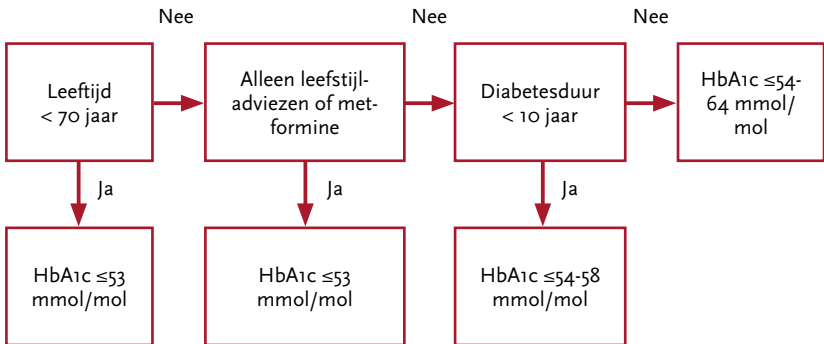 Nee
Nee
Nee
Leeftijd
< 70 jaar
Alleen leefstijl-
adviezen of met-
formine
Diabetesduur
< 10 jaar
HbA1c ≤54-
64 mmol/
mol
Ja
Ja
Ja
HbA1c ≤53
mmol/mol
HbA1c ≤53
mmol/mol
HbA1c ≤54-58
mmol/mol